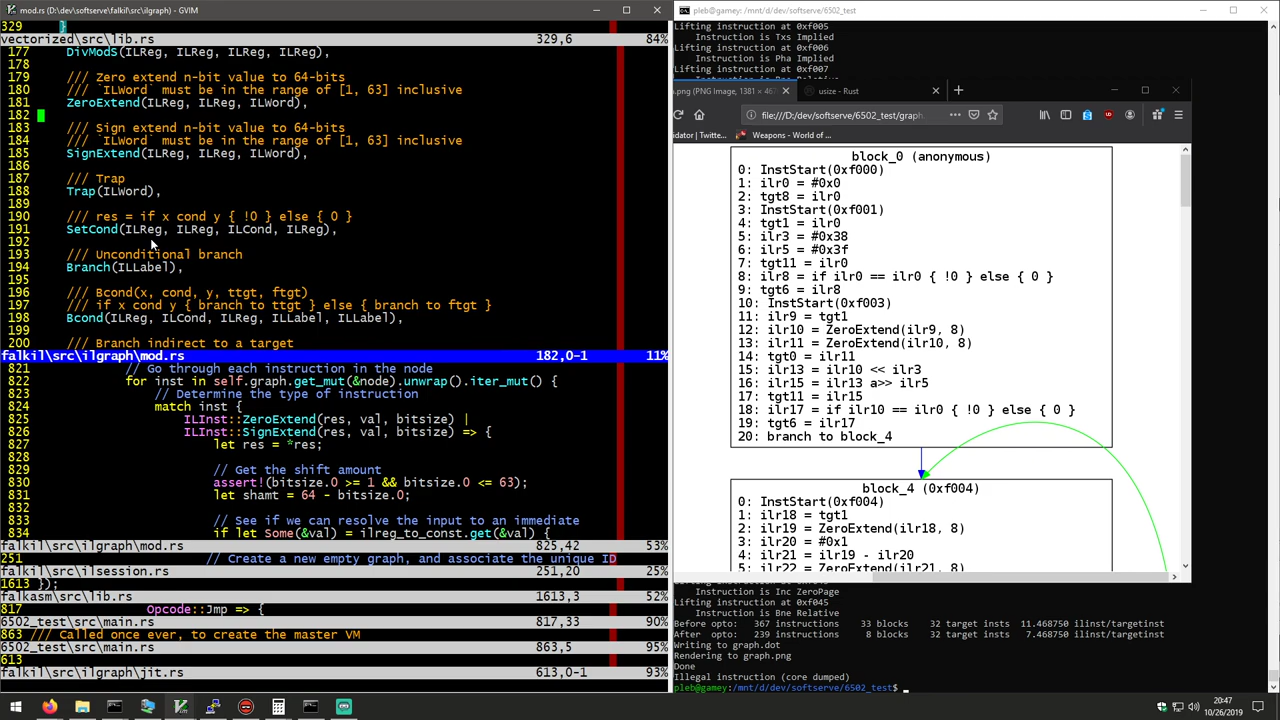 mod.rs (D:\dev\softserve\falkil\src\ilgraph) - GVIM
329 }
vectorized\src\lib.rs 329,6 84%
177 DivModS(ILReg, ILReg, ILReg, ILReg),
178
179 /// Zero extend n-bit value to 64-bits
180 /// `ILWord` must be in the range of [1, 63] inclusive
181 ZeroExtend(ILReg, ILReg, ILWord),
182
183 /// Sign extend n-bit value to 64-bits
184 /// `ILWord` must be in the range of [1, 63] inclusive
185 SignExtend(ILReg, ILReg, ILWord),
186
187 /// Trap
188 Trap(ILWord),
189
190 /// res = if x cond y { !0 } else { 0 }
191 SetCond(ILReg, ILReg, ILCond, ILReg),
192
193 /// Unconditional branch
194 Branch(ILLabel),
195
196 /// Bcond(x, cond, y, ttgt, ftgt)
197 /// if x cond y { branch to ttgt } else { branch to ftgt }
198 Bcond(ILReg, ILCond, ILReg, ILLabel, ILLabel),
199
200 /// Branch indirect to a target
falkil\src\ilgraph\mod.rs 182,0-1 11%
821 // Go through each instruction in the node
822 for inst in self.graph.get_mut(&node).unwrap().iter_mut() {
823 // Determine the type of instruction
824 match inst {
825 ILInst::ZeroExtend(res, val, bitsize) |
826 ILInst::SignExtend(res, val, bitsize) => {
827 let res = *res;
828
829 // Get the shift amount
830 assert!(bitsize.0 >= 1 && bitsize.0 <= 63);
831 let shamt = 64 - bitsize.0;
832
833 // See if we can resolve the input to an immediate
834 if let Some(&val) = ilreg_to_const.get(&val) {
falkil\src\ilgraph\mod.rs 825,42 53%
251 // Create a new empty graph, and associate the unique ID
falkil\src\ilsession.rs 251,20 25%
1613 });
falkasm\src\lib.rs 1613,3 52%
817 Opcode::Jmp => {
6502_test\src\main.rs 817,33 90%
863 /// Called once ever, to create the master VM
6502_test\src\main.rs 863,5 95%
613
falkil\src\ilgraph\jit.rs 613,0-1 93%
pleb@gamey: /mnt/d/dev/softserve/6502_test
Lifting instruction at 0xf005
Instruction is Txs Implied
Lifting instruction at 0xf006
Instruction is Pha Implied
Lifting instruction at 0xf007
.png (PNG Image, 1381 × 467
usize - Rust
file:///D:/dev/softserve/6502_test/graph
idator | Twitte...
Weapons - World of ...
block_0 (anonymous)
0: InstStart(0xf000)
1: ilr0 = #0x0
2: tgt8 = ilr0
3: InstStart(0xf001)
4: tgt1 = ilr0
5: ilr3 = #0x38
6: ilr5 = #0x3f
7: tgt11 = ilr0
8: ilr8 = if ilr0 == ilr0 { !0 } else { 0 }
9: tgt6 = ilr8
10: InstStart(0xf003)
11: ilr9 = tgt1
12: ilr10 = ZeroExtend(ilr9, 8)
13: ilr11 = ZeroExtend(ilr10, 8)
14: tgt0 = ilr11
15: ilr13 = ilr10 << ilr3
16: ilr15 = ilr13 a>> ilr5
17: tgt11 = ilr15
18: ilr17 = if ilr10 == ilr0 { !0 } else { 0 }
19: tgt6 = ilr17
20: branch to block_4
block_4 (0xf004)
0: InstStart(0xf004)
1: ilr18 = tgt1
2: ilr19 = ZeroExtend(ilr18, 8)
3: ilr20 = #0x1
4: ilr21 = ilr19 - ilr20
5: ilr22 = ZeroExtend(ilr21, 8)
Instruction is Inc ZeroPage
Lifting instruction at 0xf045
Instruction is Bne Relative
Before opto: 367 instructions 33 blocks 32 target insts 11.468750 ilinst/targetinst
After opto: 239 instructions 8 blocks 32 target insts 7.468750 ilinst/targetinst
Writing to graph.dot
Rendering to graph.png
Done
Illegal instruction (core dumped)
pleb@gamey:/mnt/d/dev/softserve/6502_test$
20:47
10/26/2019